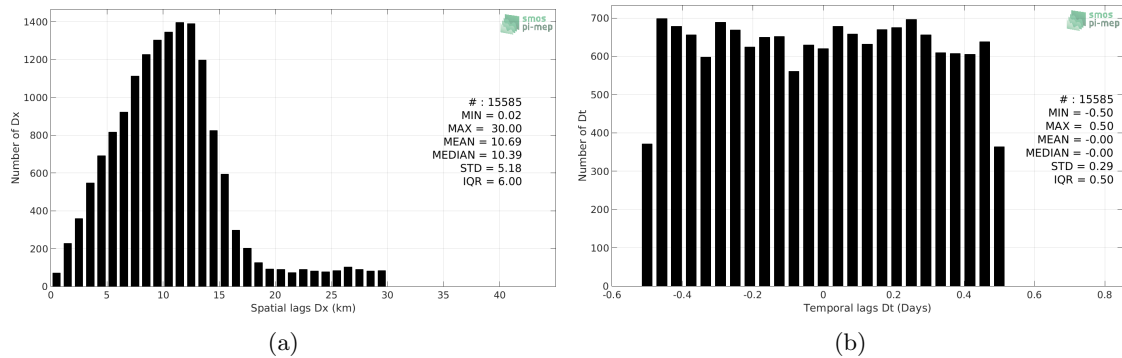 smos
pi-mep
1400
1200
1000
800
600
400
200
0
Number of Dx
# : 15585
MIN = 0.02
MAX = 30.00
MEAN = 10.69
MEDIAN = 10.39
STD = 5.18
IQR = 6.00
0 5 10 15 20 25 30 35 40
Spatial lags Dx (km)
(a)
smos
pi-mep
700
600
500
400
300
200
100
0
Number of Dt
# : 15585
MIN = -0.50
MAX = 0.50
MEAN = -0.00
MEDIAN = -0.00
STD = 0.29
IQR = 0.50
-0.6 -0.4 -0.2 0 0.2 0.4 0.6 0.8
Temporal lags Dt (Days)
(b)